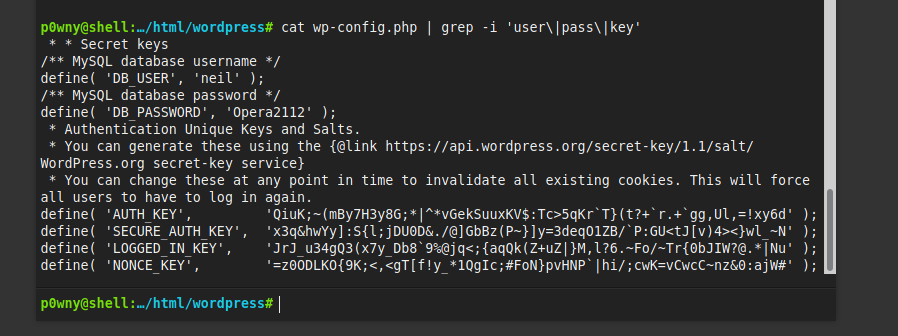 p0wny@shell:…/html/wordpress# cat wp-config.php | grep -i 'user\|pass\|key'
 * * Secret keys
/** MySQL database username */
define( 'DB_USER', 'neil' );
/** MySQL database password */
define( 'DB_PASSWORD', 'Opera2112' );
 * Authentication Unique Keys and Salts.
 * You can generate these using the {@link https://api.wordpress.org/secret-key/1.1/salt/
WordPress.org secret-key service}
 * You can change these at any point in time to invalidate all existing cookies. This will force
all users to have to log in again.
define( 'AUTH_KEY',         'QiuK;~(mBy7H3y8G;*|^*vGekSuuxKV$:Tc>5qKr`T}(t?+`r.+`gg,Ul,=!xy6d' );
define( 'SECURE_AUTH_KEY',  'x3q&hwYy]:S{l;jDU0D&./@]GbBz(P~}]y=3deqO1ZB/`P:GU<tJ[v)4><}wl_~N' );
define( 'LOGGED_IN_KEY',    'JrJ_u34gQ3(x7y_Db8`9%@jq<;{aqQk(Z+uZ|}M,l?6.~Fo/~Tr{0bJIW?@.*|Nu' );
define( 'NONCE_KEY',        '=z0ODLKO{9K;<,<gT[f!y_*1QgIc;#FoN}pvHNP`|hi/;cwK=vCwcC~nz&0:ajW#' );
p0wny@shell:…/html/wordpress#